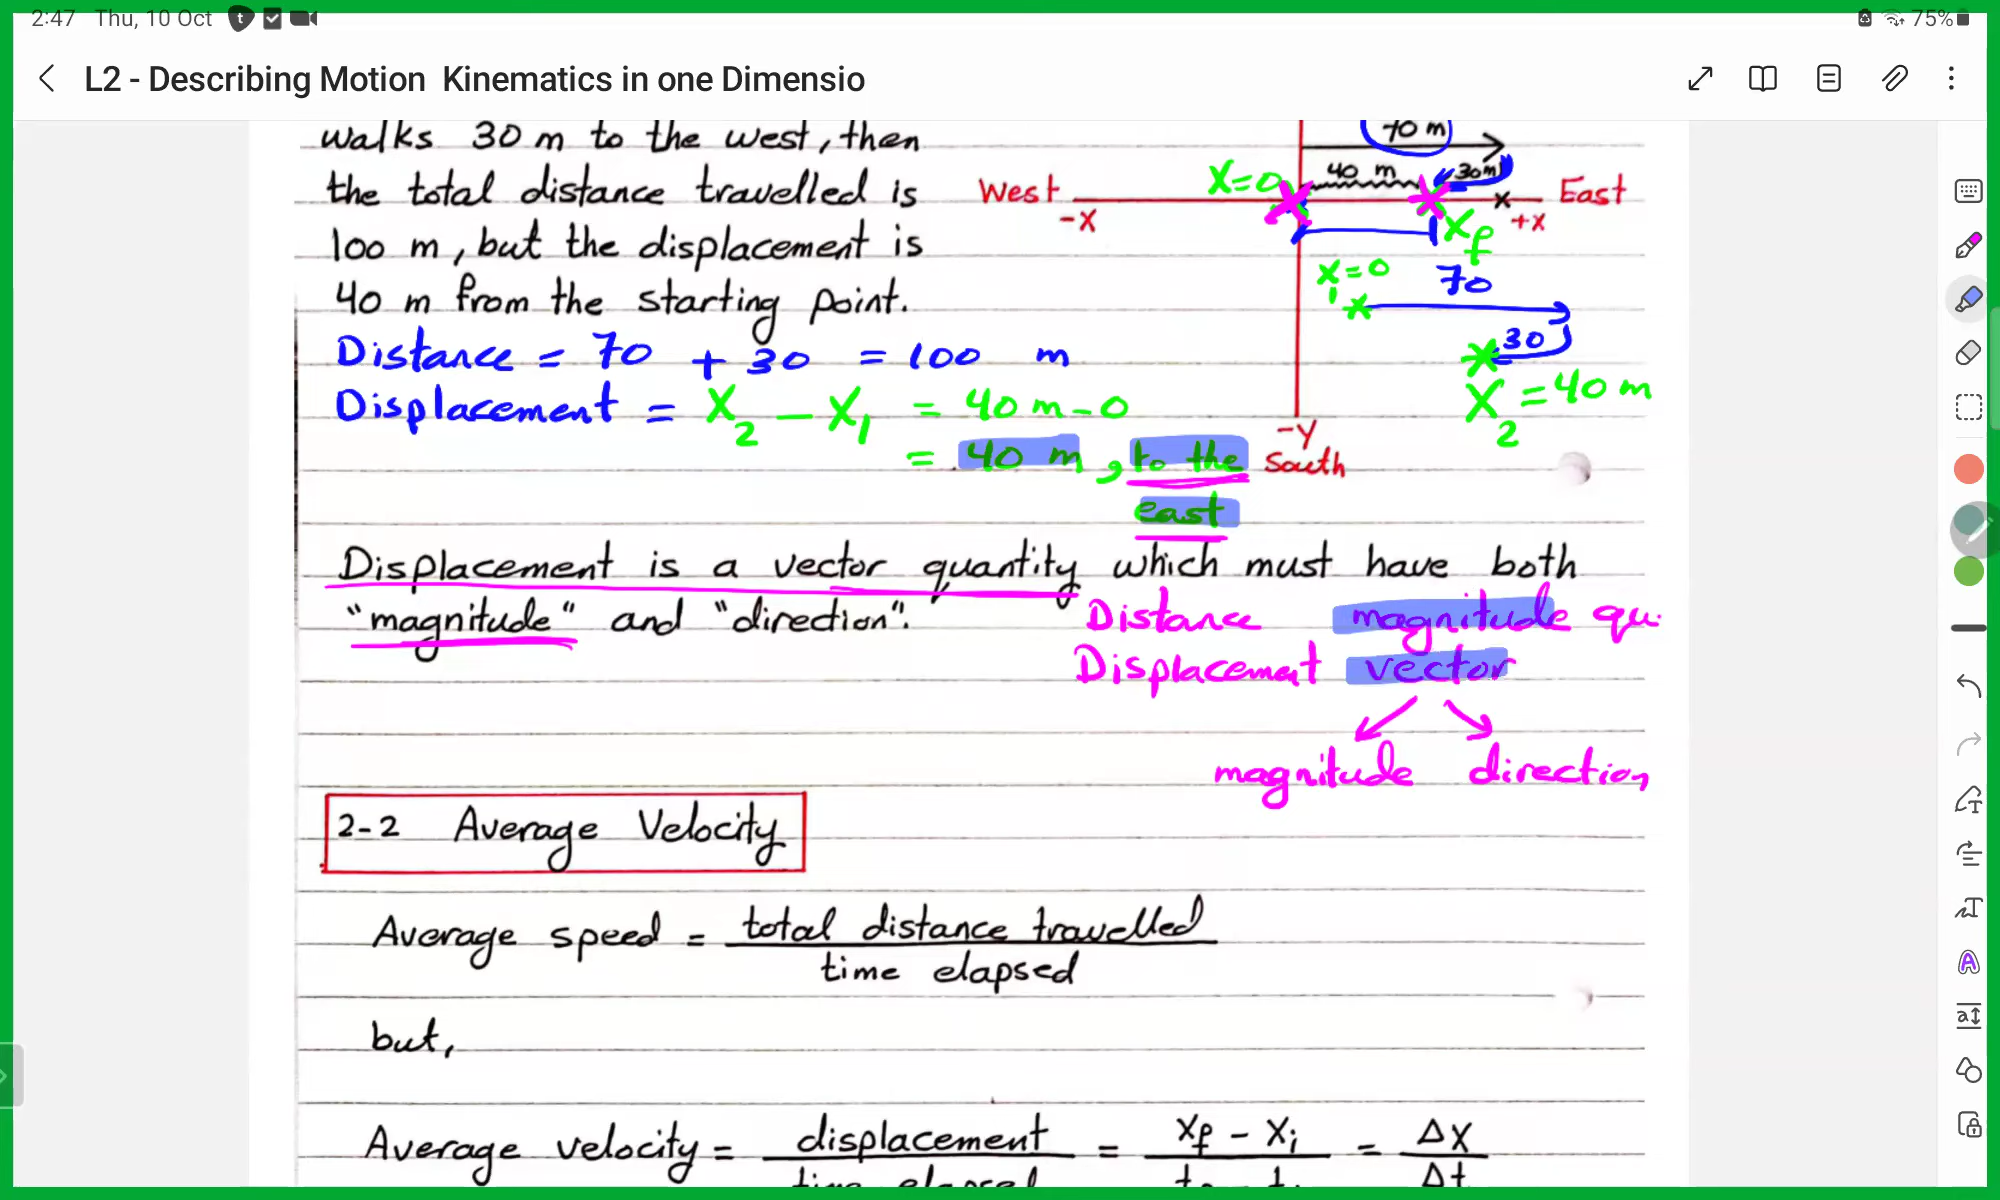 2:47 Thu, 10 Oct t 75%
L2 - Describing Motion Kinematics in one Dimensio
walks 30 m to the west, then
the total distance travelled is
100 m, but the displacement is
40 m from the starting point.
70 m
40 m 30m
X=0
West East
-X +X
Xf
X1=0 70
30
X2 = 40 m
-Y
South
Distance = 70 + 30 = 100 m
Displacement = X2 - X1 = 40 m - 0
= 40 m, to the
east
Displacement is a vector quantity which must have both
"magnitude" and "direction".
Distance magnitude qu.
Displacement vector
magnitude direction
2-2 Average Velocity
Average speed = total distance travelled
time elapsed
but,
Average velocity = displacement = xf - xi = Δx
time elapsed Δt